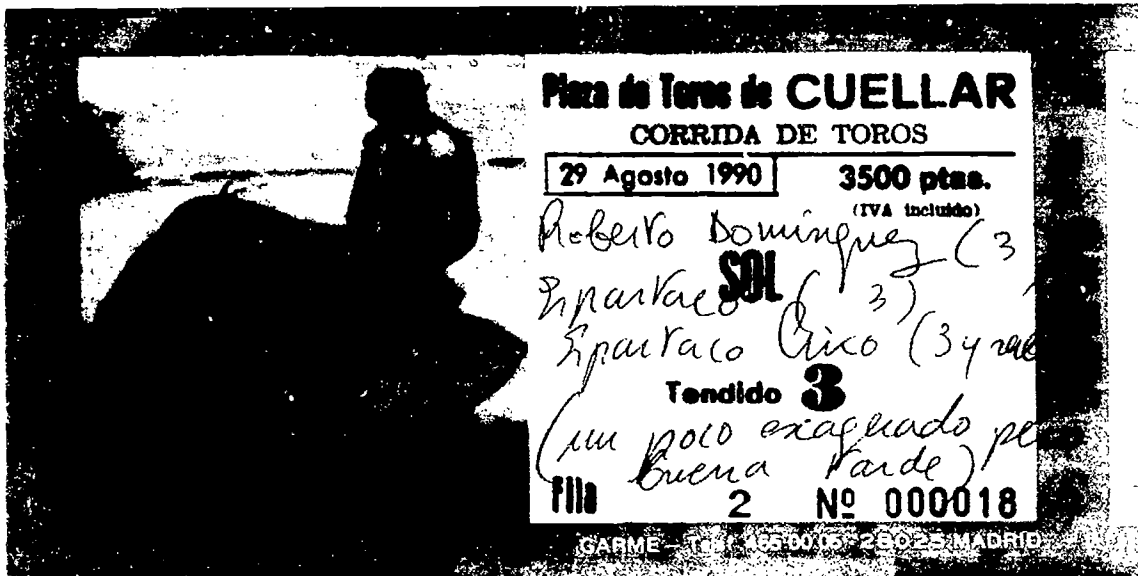 Plaza de Toros de CUELLAR
CORRIDA DE TOROS
29 Agosto 1990
3500 ptas.
(IVA incluido)
Roberto Domínguez (3
SOL
Espartaco (3)
Espartaco Chico (3 y
Tendido 3
(un poco exagerado
buena tarde)
Fila 2 Nº 000018
GARME - 28025 MADRID